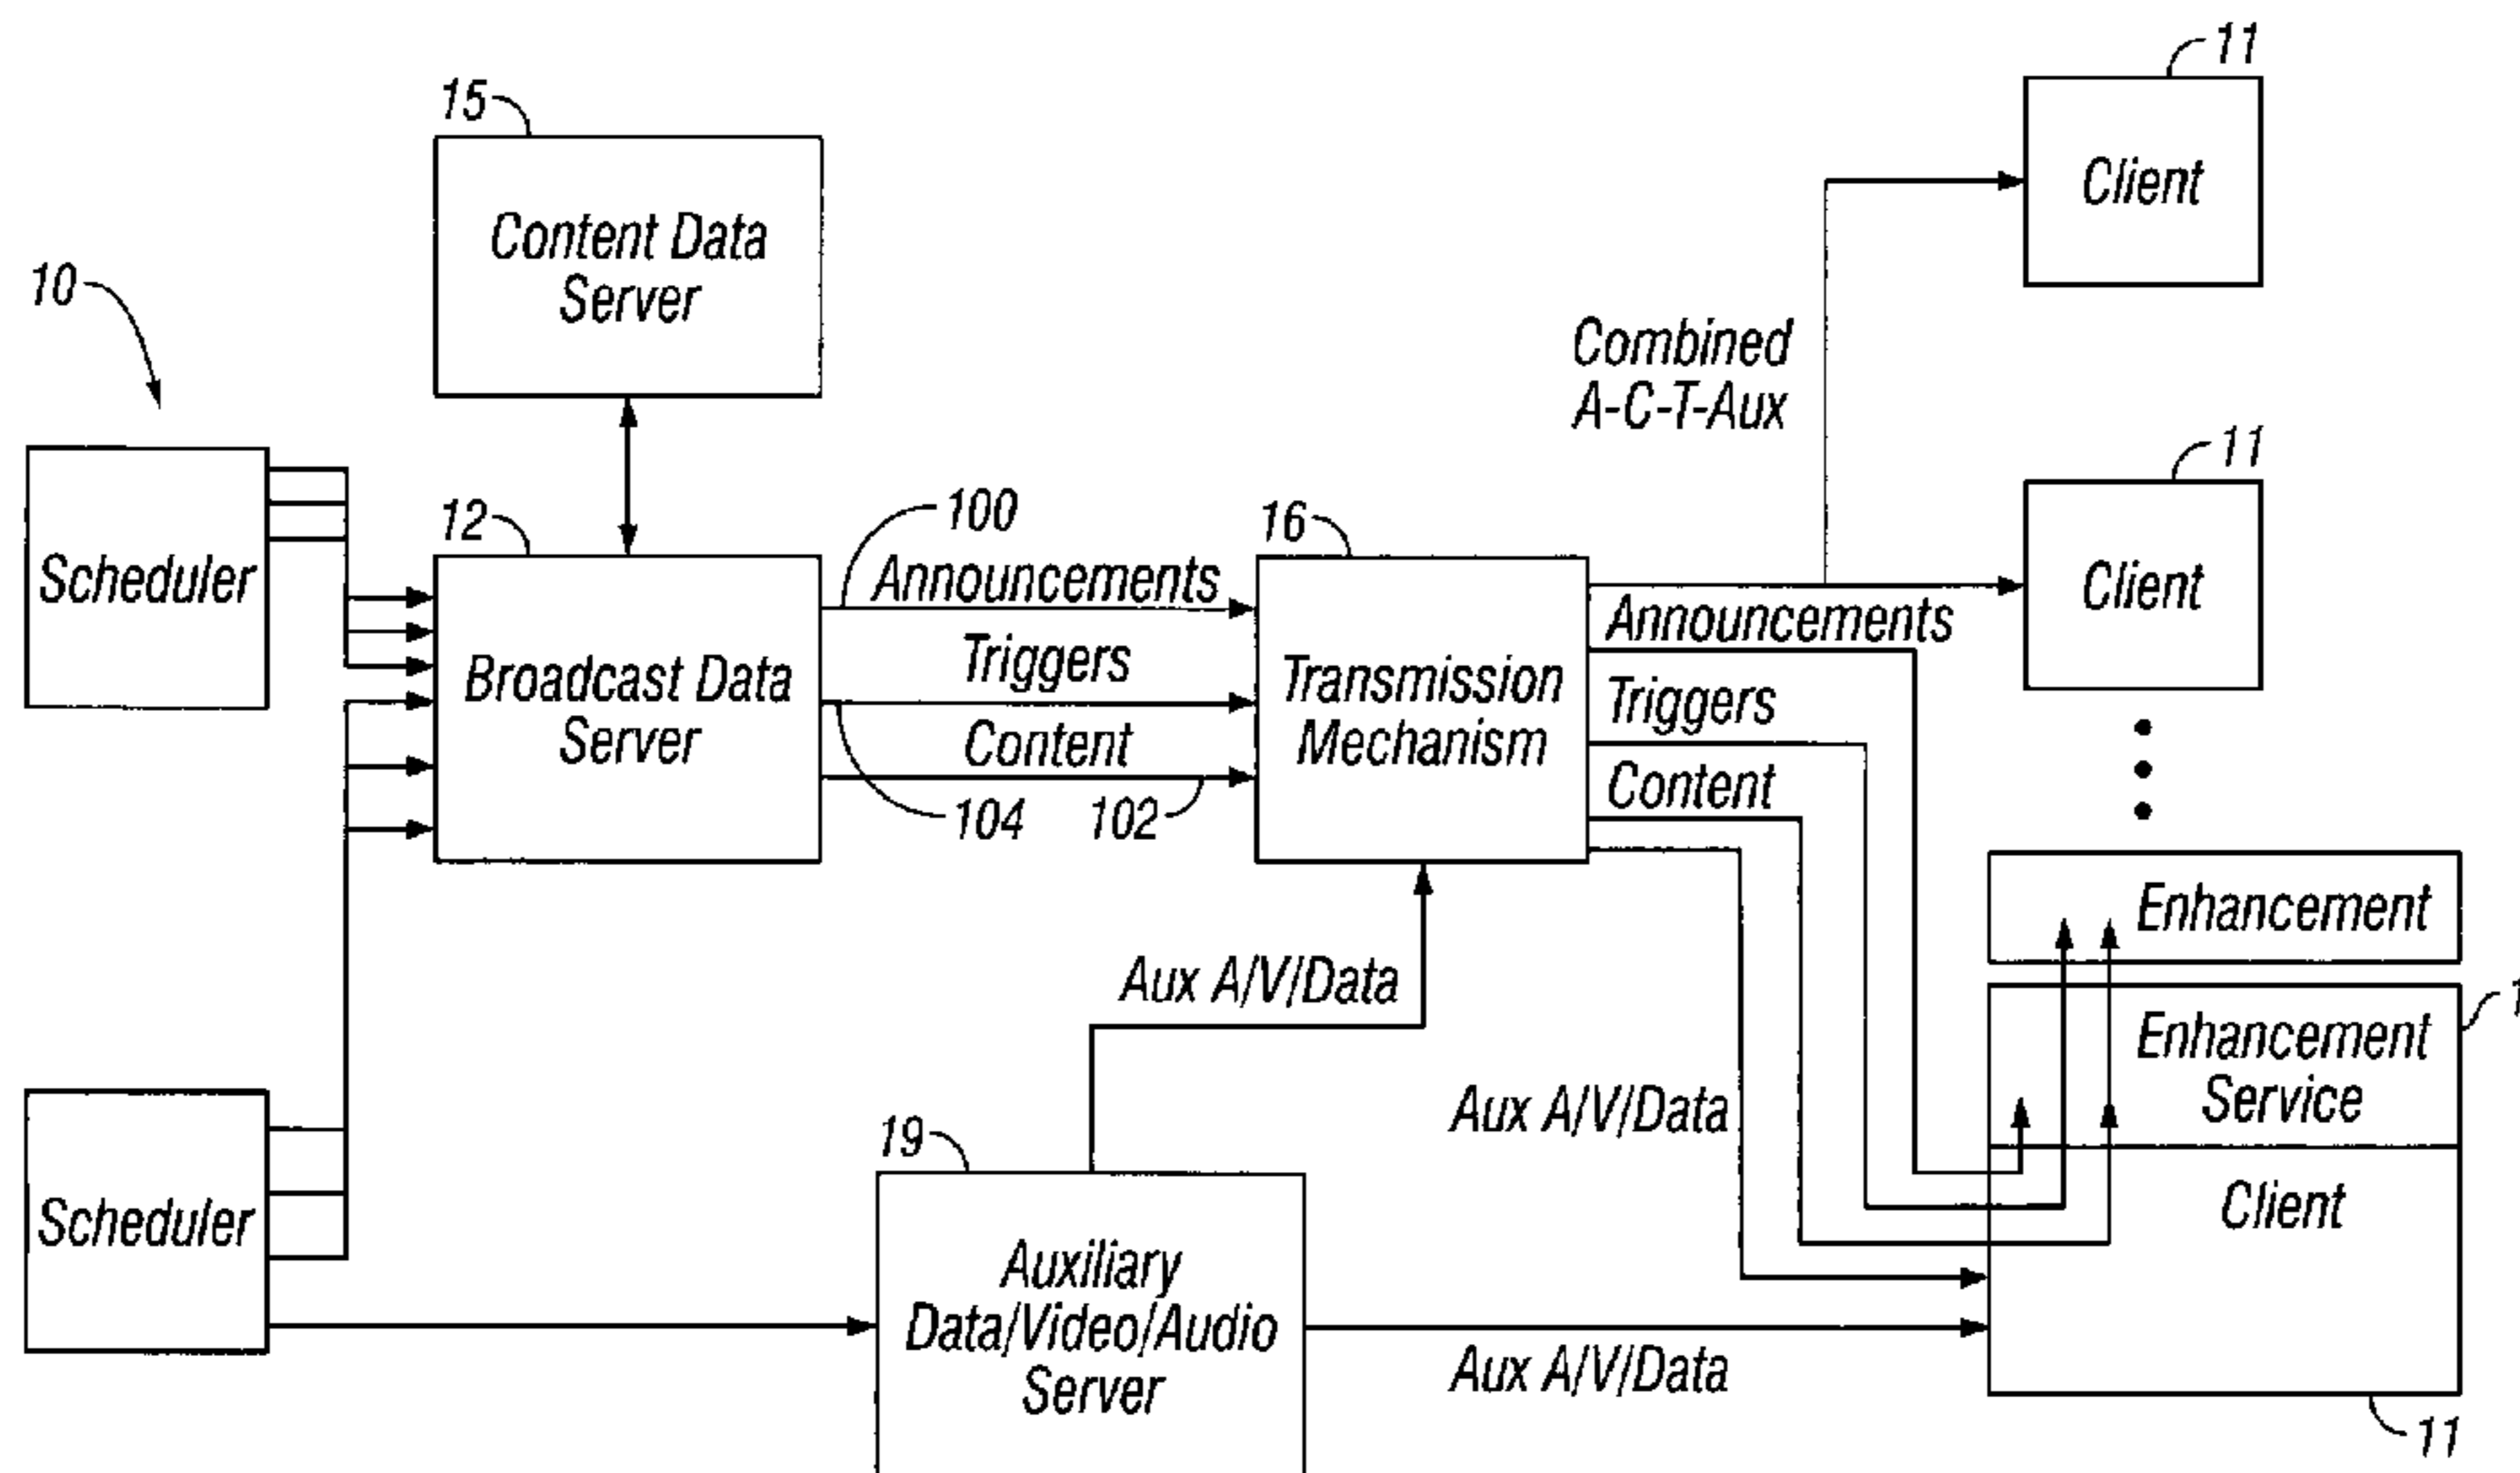 11
15
Content Data
Server
Client
10
Combined
A-C-T-Aux
11
Scheduler
12
100
Announcements
16
Client
Broadcast Data
Server
Triggers
Content
104
102
Transmission
Mechanism
Announcements
Triggers
Content
Enhancement
Aux A/V/Data
Enhancement
Service
Aux A/V/Data
19
Scheduler
Client
Auxiliary
Data/Video/Audio
Server
Aux A/V/Data
11